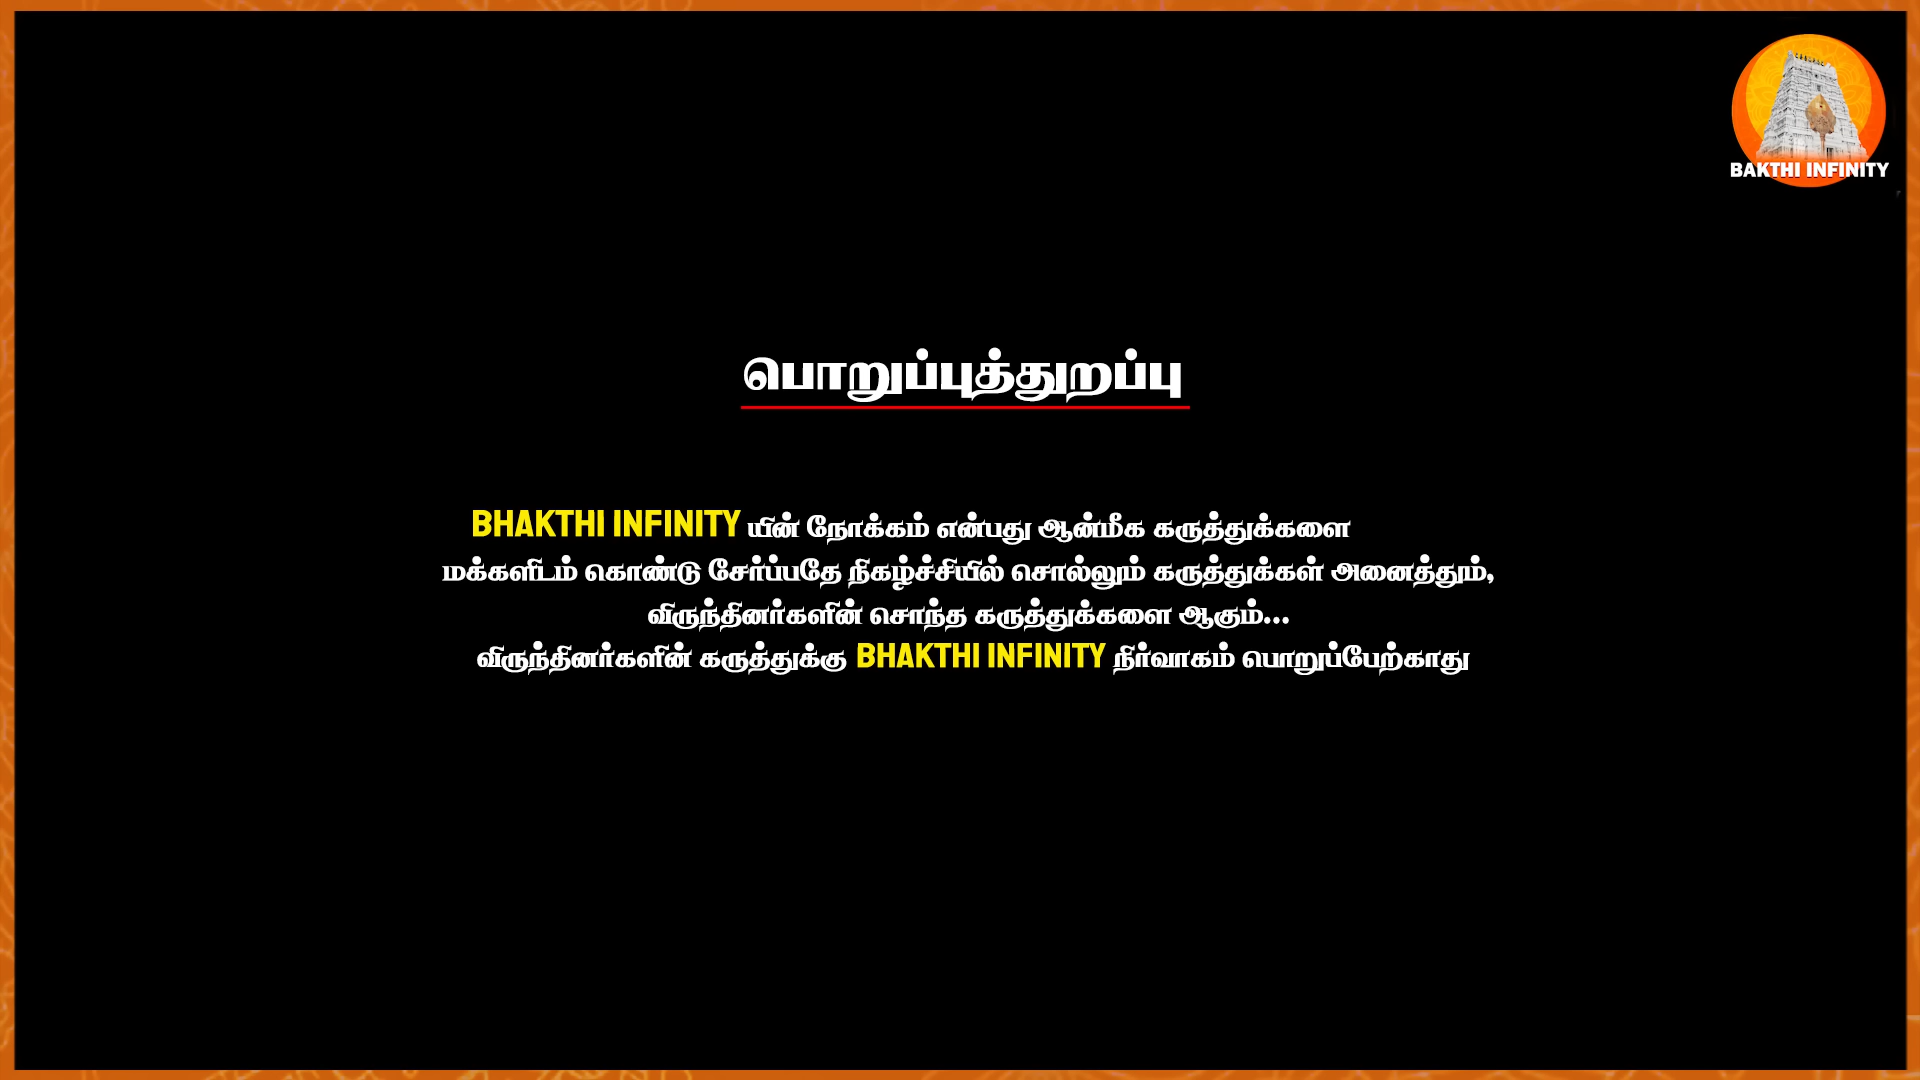 BAKTHI INFINITY
பொறுப்புத்துறப்பு
BHAKTHI INFINITY யின் நோக்கம் என்பது ஆன்மீக கருத்துக்களை
மக்களிடம் கொண்டு சேர்ப்பதே நிகழ்ச்சியில் சொல்லும் கருத்துக்கள் அனைத்தும்,
விருந்தினர்களின் சொந்த கருத்துக்களை ஆகும்...
விருந்தினர்களின் கருத்துக்கு BHAKTHI INFINITY நிர்வாகம் பொறுப்பேற்காது